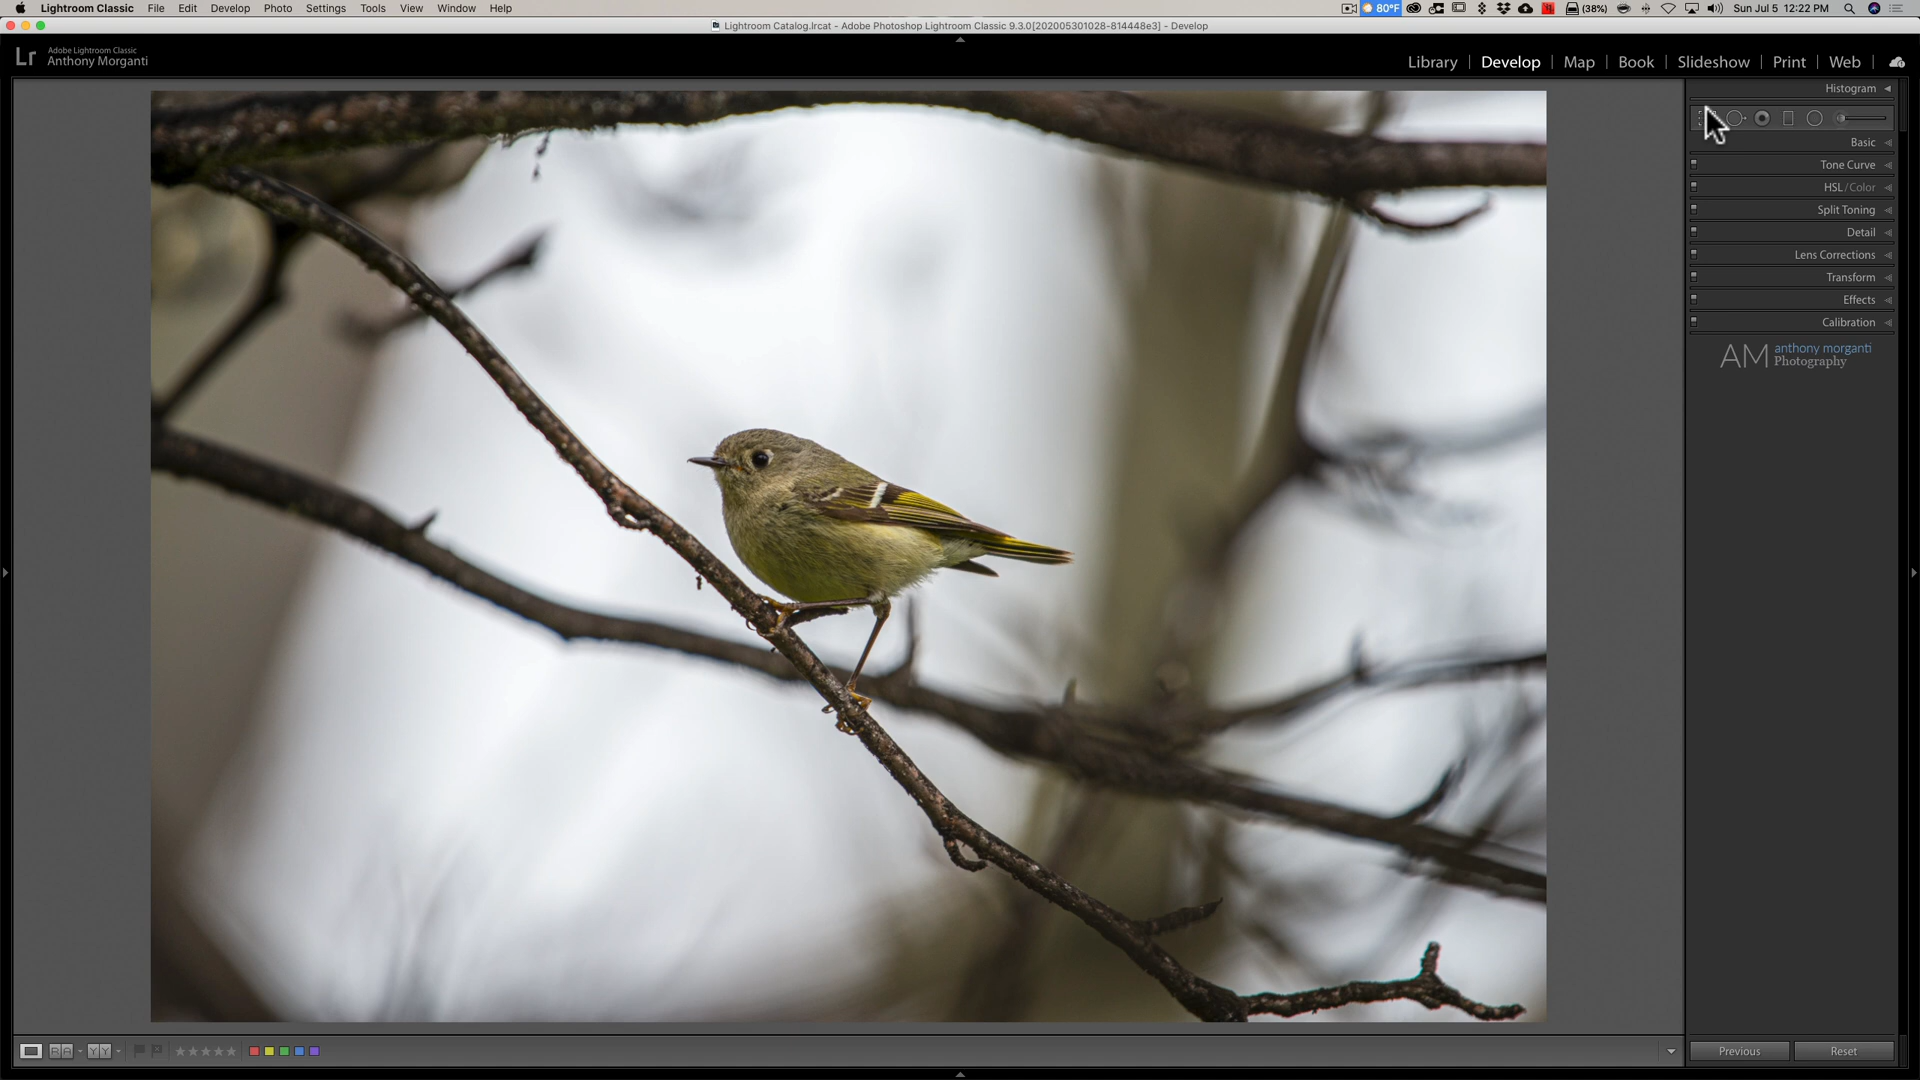 Lightroom Classic File Edit Develop Photo Settings Tools View Window Help 80°F (38%) Sun Jul 5 12:22 PM
Lightroom Catalog.lrcat - Adobe Photoshop Lightroom Classic 9.3.0[202005301028-814448e3] - Develop
Lr Adobe Lightroom Classic
Anthony Morganti
Library | Develop | Map | Book | Slideshow | Print | Web
Histogram
Basic
Tone Curve
HSL / Color
Split Toning
Detail
Lens Corrections
Transform
Effects
Calibration
AM anthony morganti
Photography
RA YY
Previous Reset